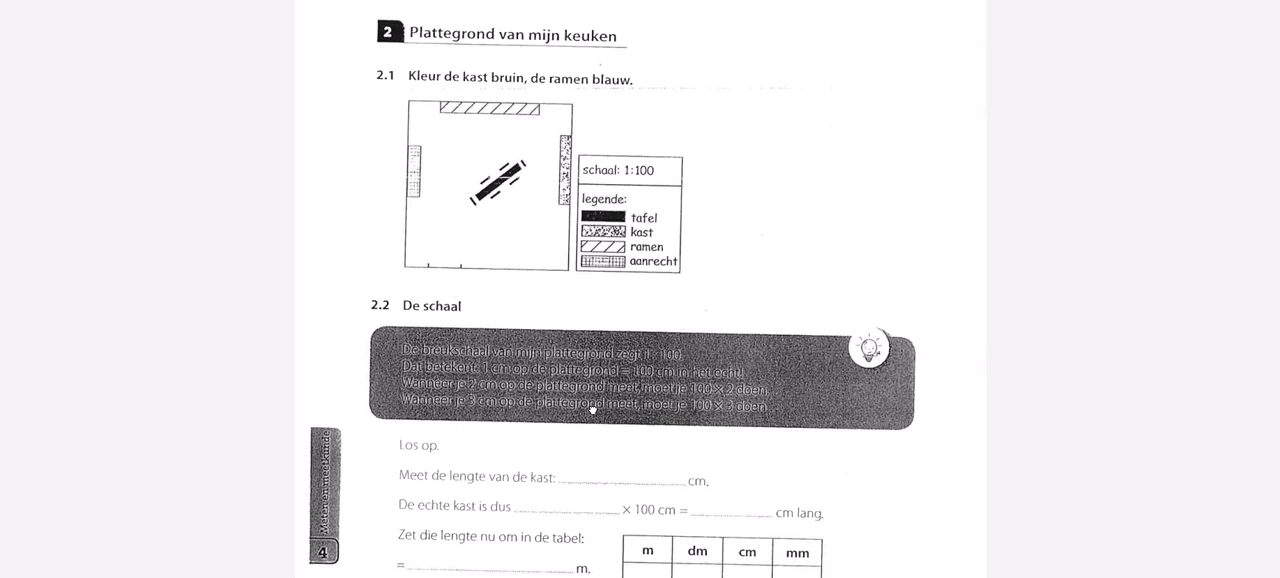 2 Plattegrond van mijn keuken
2.1 Kleur de kast bruin, de ramen blauw.
schaal: 1:100
legende:
tafel
kast
ramen
aanrecht
2.2 De schaal
De breukschaal van mijn plattegrond zegt 1 : 100.
Dat betekent: 1 cm op de plattegrond = 100 cm in het echt!
Wanneer je 2 cm op de plattegrond meet, moet je 100 × 2 doen.
Wanneer je 3 cm op de plattegrond meet, moet je 100 × 3 doen ...
Los op.
Meet de lengte van de kast: cm.
De echte kast is dus × 100 cm = cm lang.
Zet die lengte nu om in de tabel:
m dm cm mm
= m.
Meten en meetkunde
4